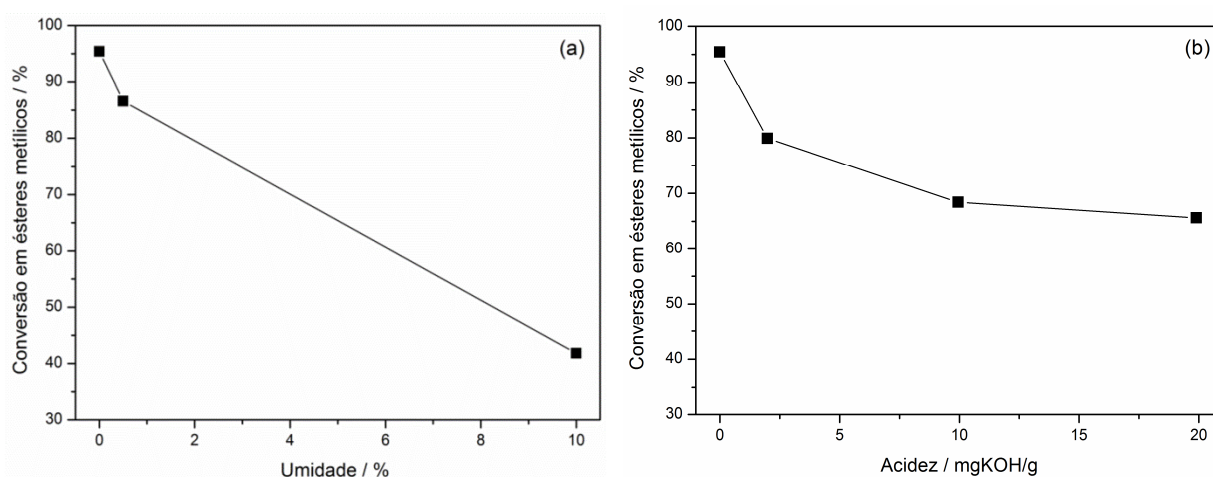 (a)
Conversão em ésteres metílicos / %
100
90
80
70
60
50
40
30
0 2 4 6 8 10
Umidade / %
(b)
Conversão em ésteres metílicos / %
100
90
80
70
60
50
40
30
0 5 10 15 20
Acidez / mgKOH/g